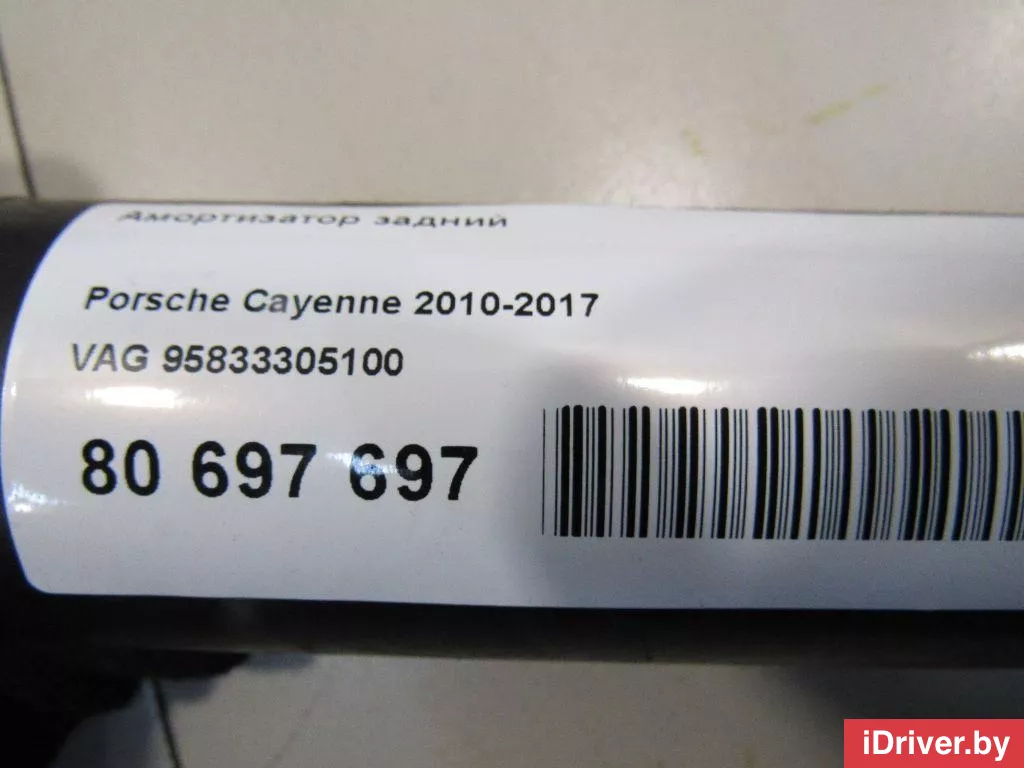 Амортизатор задний
Porsche Cayenne 2010-2017
VAG 95833305100
80 697 697
iDriver.by